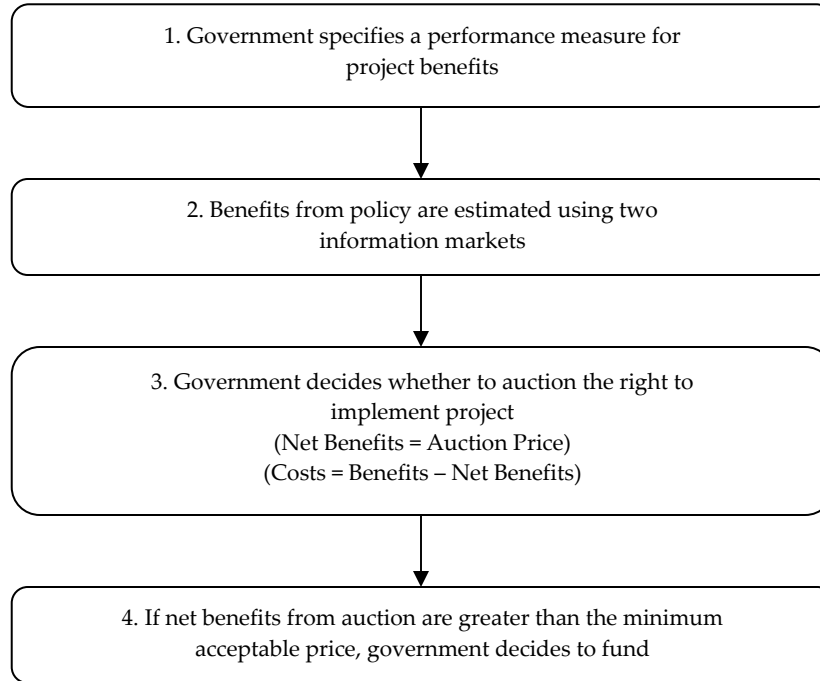 1. Government specifies a performance measure for
project benefits
2. Benefits from policy are estimated using two
information markets
3. Government decides whether to auction the right to
implement project
(Net Benefits = Auction Price)
(Costs = Benefits – Net Benefits)
4. If net benefits from auction are greater than the minimum
acceptable price, government decides to fund